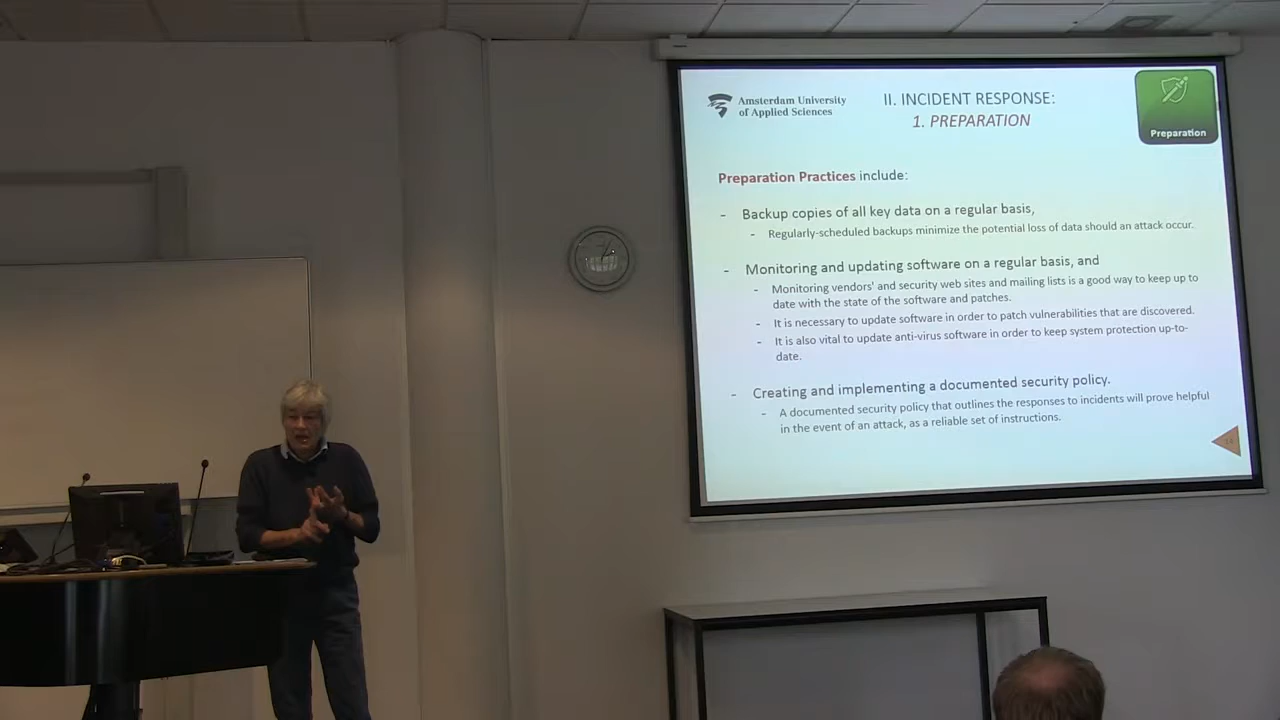 Amsterdam University
of Applied Sciences
II. INCIDENT RESPONSE:
1. PREPARATION
Preparation
Preparation Practices include:
- Backup copies of all key data on a regular basis,
- Regularly-scheduled backups minimize the potential loss of data should an attack occur.
- Monitoring and updating software on a regular basis, and
- Monitoring vendors' and security web sites and mailing lists is a good way to keep up to
date with the state of the software and patches.
- It is necessary to update software in order to patch vulnerabilities that are discovered.
- It is also vital to update anti-virus software in order to keep system protection up-to-
date.
- Creating and implementing a documented security policy.
- A documented security policy that outlines the responses to incidents will prove helpful
in the event of an attack, as a reliable set of instructions.